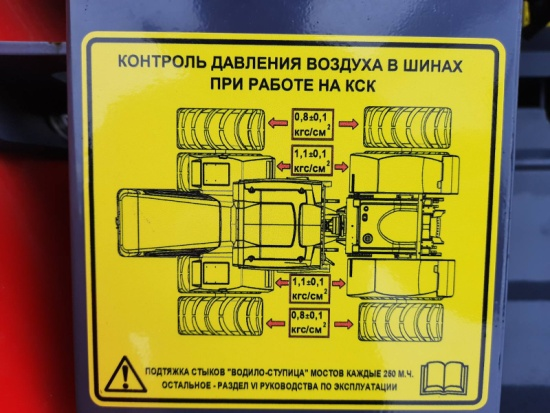 КОНТРОЛЬ ДАВЛЕНИЯ ВОЗДУХА В ШИНАХ
ПРИ РАБОТЕ НА КСК
0,8±0,1
кгс/см²
1,1±0,1
кгс/см²
1,1±0,1
кгс/см²
0,8±0,1
кгс/см²
ПОДТЯЖКА СТЫКОВ "ВОДИЛО-СТУПИЦА" МОСТОВ КАЖДЫЕ 250 М.Ч.
ОСТАЛЬНОЕ - РАЗДЕЛ VI РУКОВОДСТВА ПО ЭКСПЛУАТАЦИИ